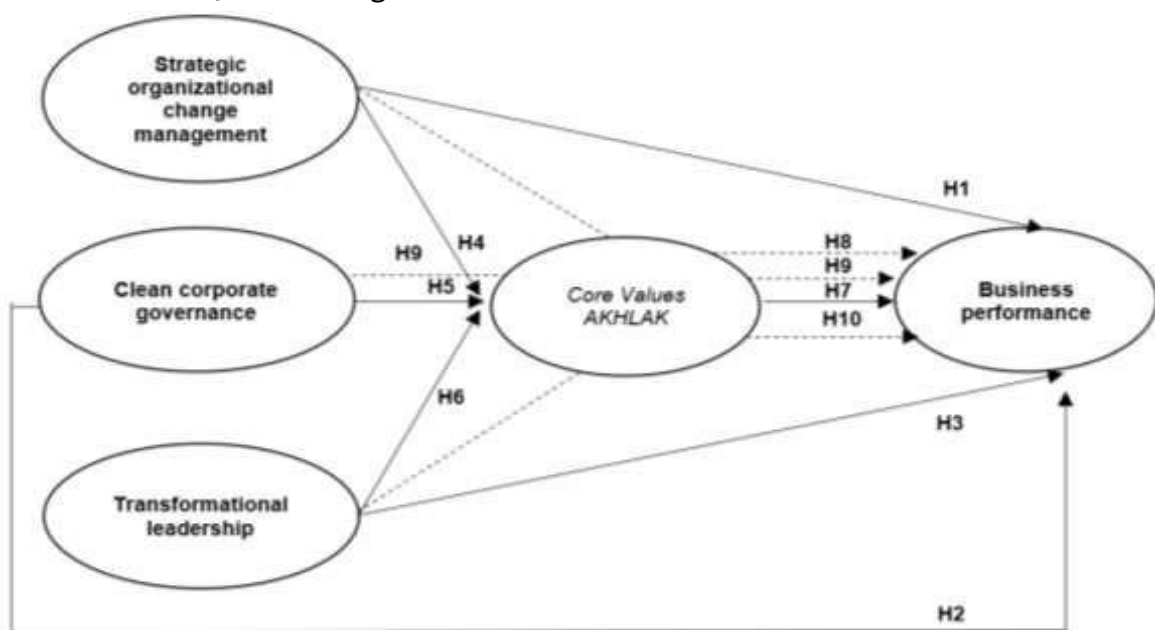 Strategic
organizational
change
management
H1
H4
H9
H8
H9
Clean corporate
governance
H5
Core Values
AKHLAK
H7
Business
performance
H10
H6
H3
Transformational
leadership
H2